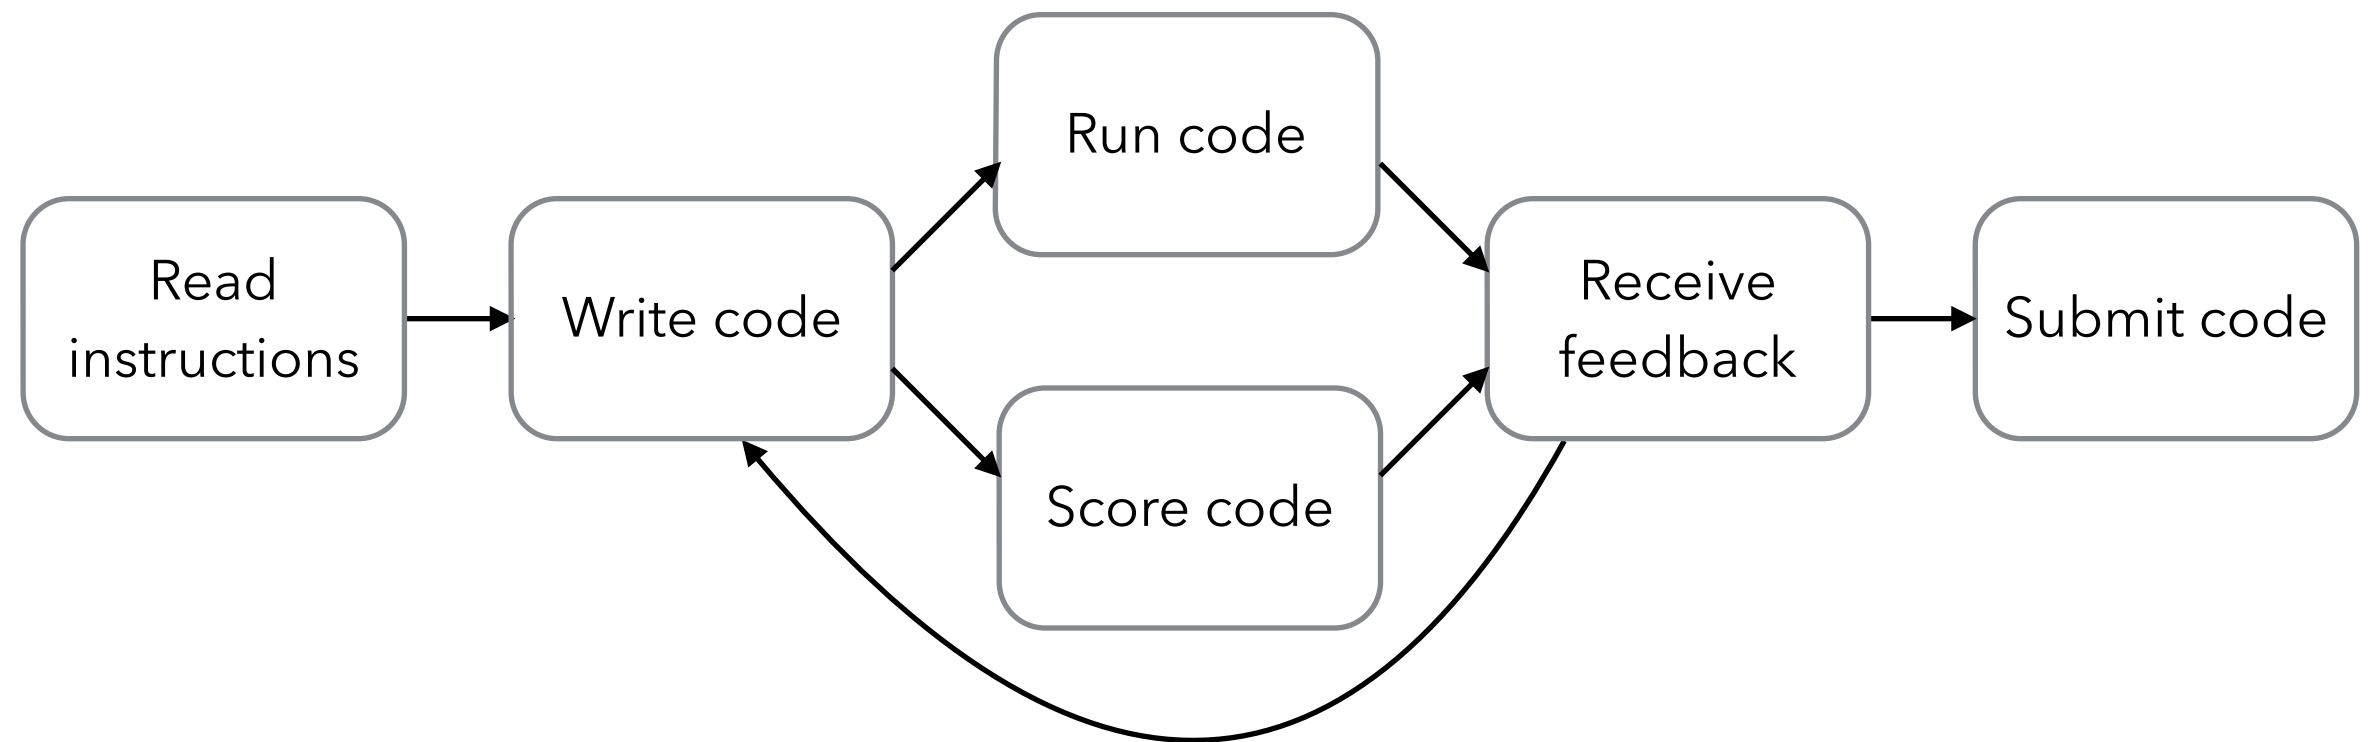 Read
instructions
Write code
Run code
Score code
Receive
feedback
Submit code